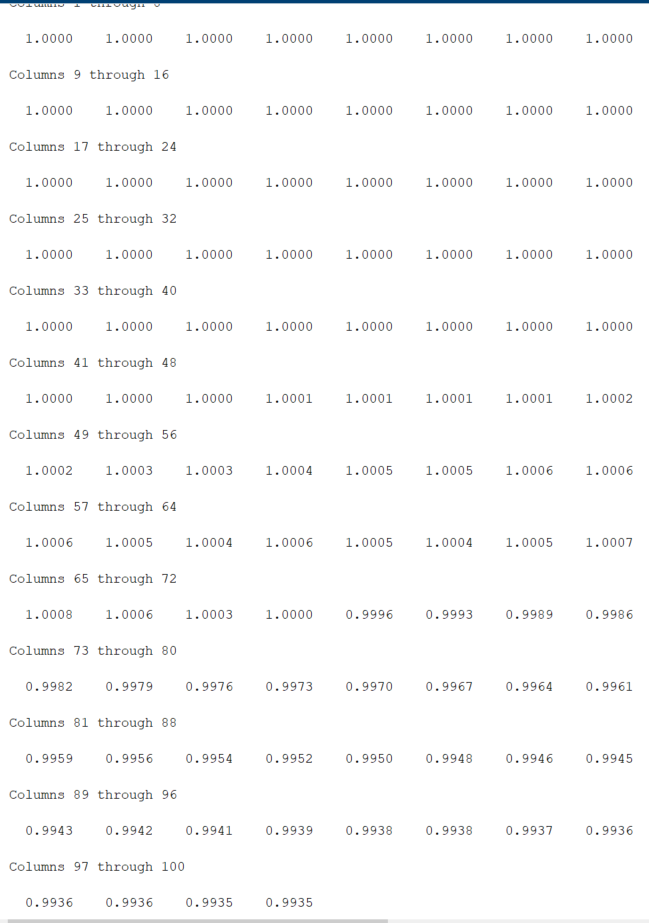 Columns 1 through 8
1.0000 1.0000 1.0000 1.0000 1.0000 1.0000 1.0000 1.0000
Columns 9 through 16
1.0000 1.0000 1.0000 1.0000 1.0000 1.0000 1.0000 1.0000
Columns 17 through 24
1.0000 1.0000 1.0000 1.0000 1.0000 1.0000 1.0000 1.0000
Columns 25 through 32
1.0000 1.0000 1.0000 1.0000 1.0000 1.0000 1.0000 1.0000
Columns 33 through 40
1.0000 1.0000 1.0000 1.0000 1.0000 1.0000 1.0000 1.0000
Columns 41 through 48
1.0000 1.0000 1.0000 1.0001 1.0001 1.0001 1.0001 1.0002
Columns 49 through 56
1.0002 1.0003 1.0003 1.0004 1.0005 1.0005 1.0006 1.0006
Columns 57 through 64
1.0006 1.0005 1.0004 1.0006 1.0005 1.0004 1.0005 1.0007
Columns 65 through 72
1.0008 1.0006 1.0003 1.0000 0.9996 0.9993 0.9989 0.9986
Columns 73 through 80
0.9982 0.9979 0.9976 0.9973 0.9970 0.9967 0.9964 0.9961
Columns 81 through 88
0.9959 0.9956 0.9954 0.9952 0.9950 0.9948 0.9946 0.9945
Columns 89 through 96
0.9943 0.9942 0.9941 0.9939 0.9938 0.9938 0.9937 0.9936
Columns 97 through 100
0.9936 0.9936 0.9935 0.9935